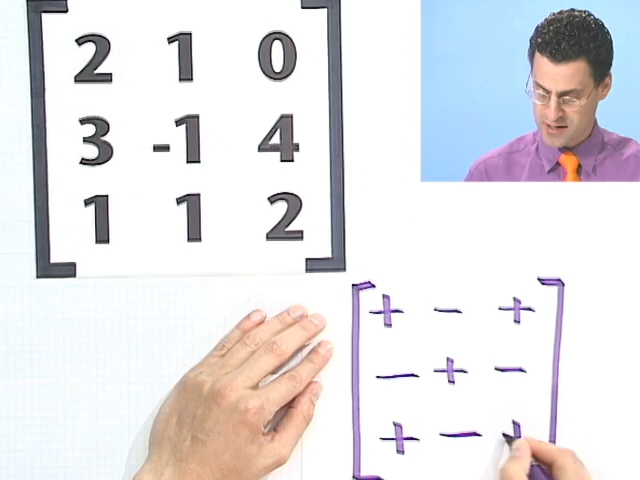 2 1 0
3 -1 4
1 1 2
+ - +
- + -
+ - +